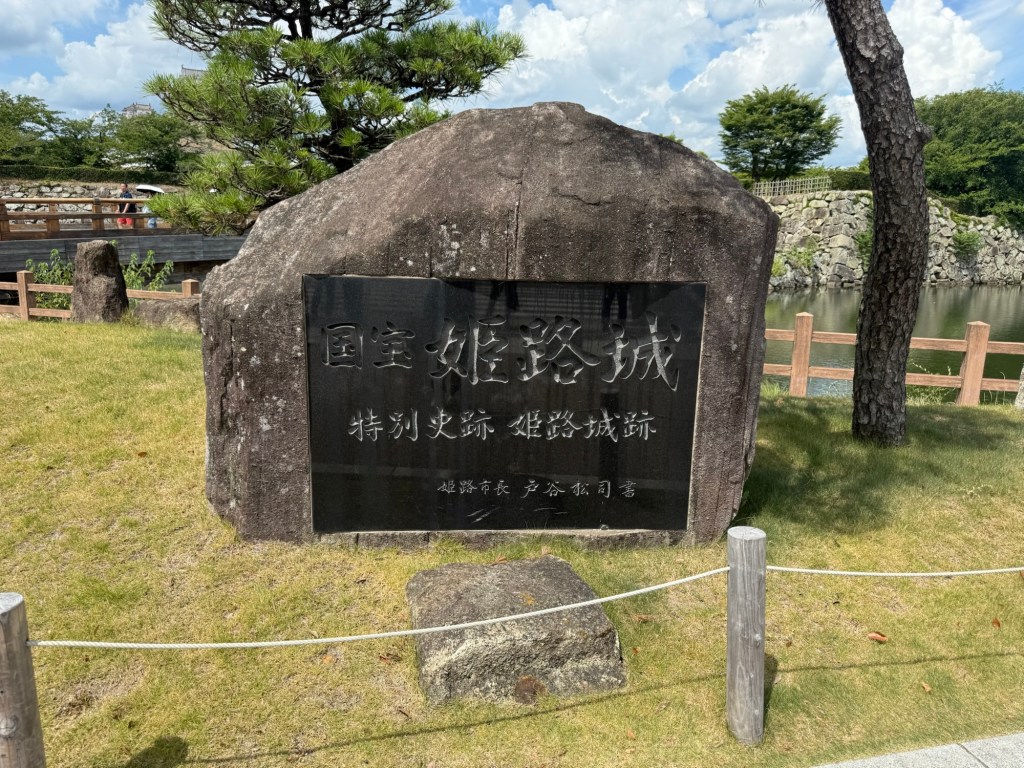 国宝 姫路城
特別史跡 姫路城跡
姫路市長 戸谷松司 書